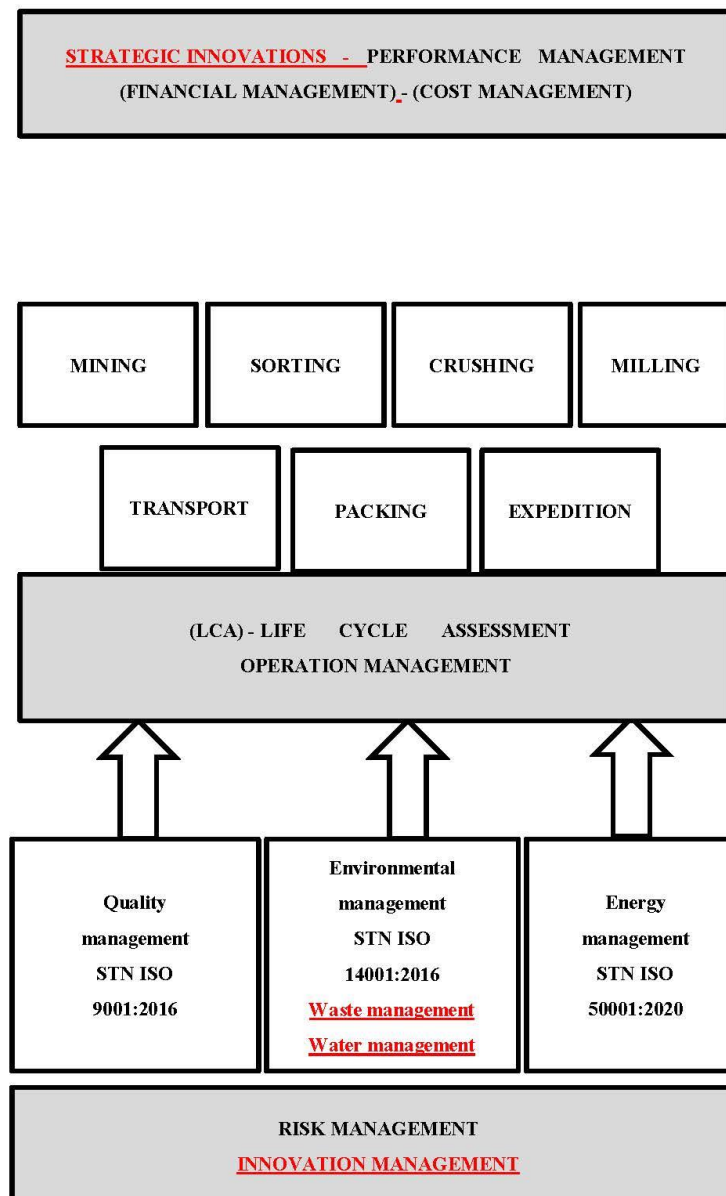 STRATEGIC INNOVATIONS - PERFORMANCE MANAGEMENT
(FINANCIAL MANAGEMENT) - (COST MANAGEMENT)
MINING
SORTING
CRUSHING
MILLING
TRANSPORT
PACKING
EXPEDITION
(LCA) - LIFE CYCLE ASSESSMENT
OPERATION MANAGEMENT
Quality
management
STN ISO
9001:2016
Environmental
management
STN ISO
14001:2016
Waste management
Water management
Energy
management
STN ISO
50001:2020
RISK MANAGEMENT
INNOVATION MANAGEMENT